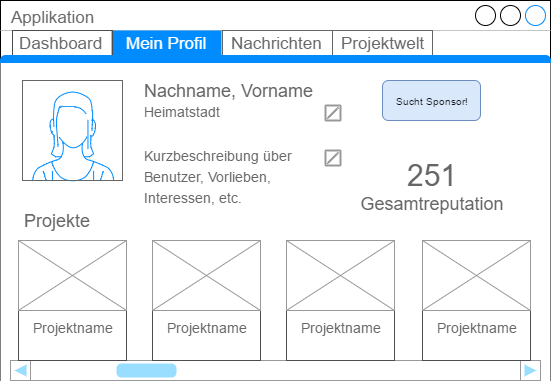 Applikation
Dashboard Mein Profil Nachrichten Projektwelt
Nachname, Vorname
Heimatstadt
Sucht Sponsor!
Kurzbeschreibung über
Benutzer, Vorlieben,
Interessen, etc.
251
Gesamtreputation
Projekte
Projektname Projektname Projektname Projektname